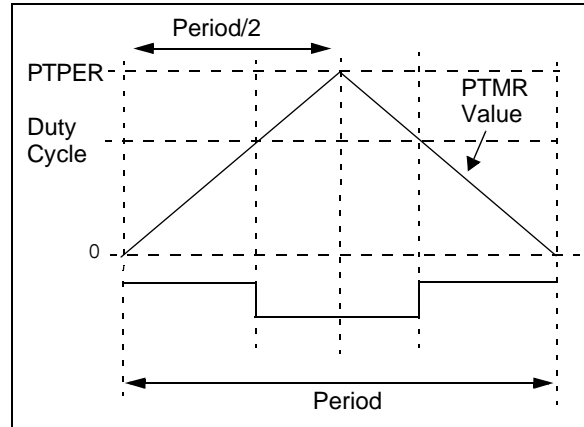 Period/2
PTPER
PTMR
Value
Duty
Cycle
0
Period